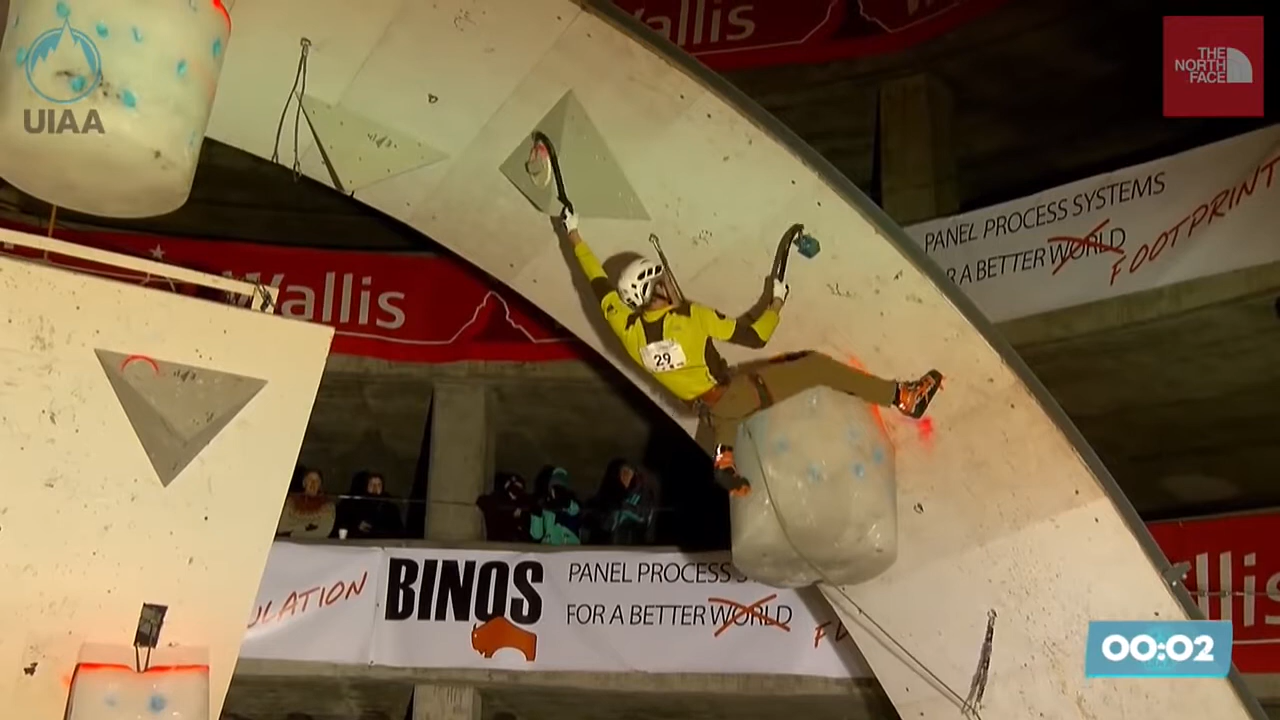 UIAA
Wallis
W
THE
NORTH
FACE
PANEL PROCESS SYSTEMS
R A BETTER WORLD
FOOTPRINT
Wallis
29
ULATION
BINOS
PANEL PROCESS S
FOR A BETTER WORLD
F
llis
00:02